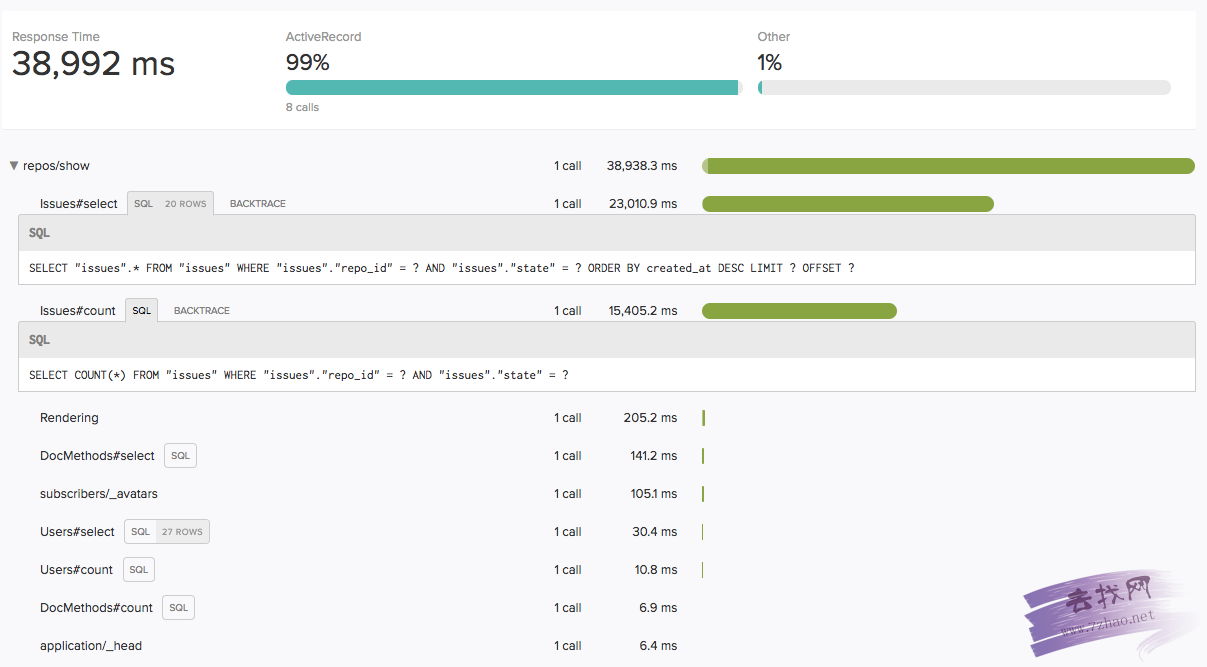 Response Time ActiveRecord Other
38,992 ms 99% 1%
8 calls
▼ repos/show 1 call 38,938.3 ms
Issues#select SQL 20 ROWS BACKTRACE 1 call 23,010.9 ms
SQL
SELECT "issues".* FROM "issues" WHERE "issues"."repo_id" = ? AND "issues"."state" = ? ORDER BY created_at DESC LIMIT ? OFFSET ?
Issues#count SQL BACKTRACE 1 call 15,405.2 ms
SQL
SELECT COUNT(*) FROM "issues" WHERE "issues"."repo_id" = ? AND "issues"."state" = ?
Rendering 1 call 205.2 ms
DocMethods#select SQL 1 call 141.2 ms
subscribers/_avatars 1 call 105.1 ms
Users#select SQL 27 ROWS 1 call 30.4 ms
Users#count SQL 1 call 10.8 ms
DocMethods#count SQL 1 call 6.9 ms
application/_head 1 call 6.4 ms
去找网
www.7zhao.net